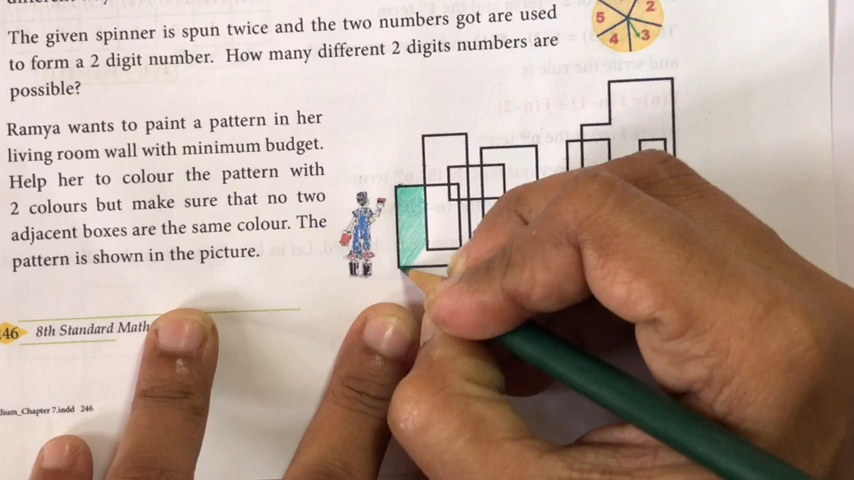 The given spinner is spun twice and the two numbers got are used
to form a 2 digit number. How many different 2 digits numbers are
possible?
5 2
4 3
Ramya wants to paint a pattern in her
living room wall with minimum budget.
Help her to colour the pattern with
2 colours but make sure that no two
adjacent boxes are the same colour. The
pattern is shown in the picture.
46 8th Standard Math
dium_Chapter 7.indd 246